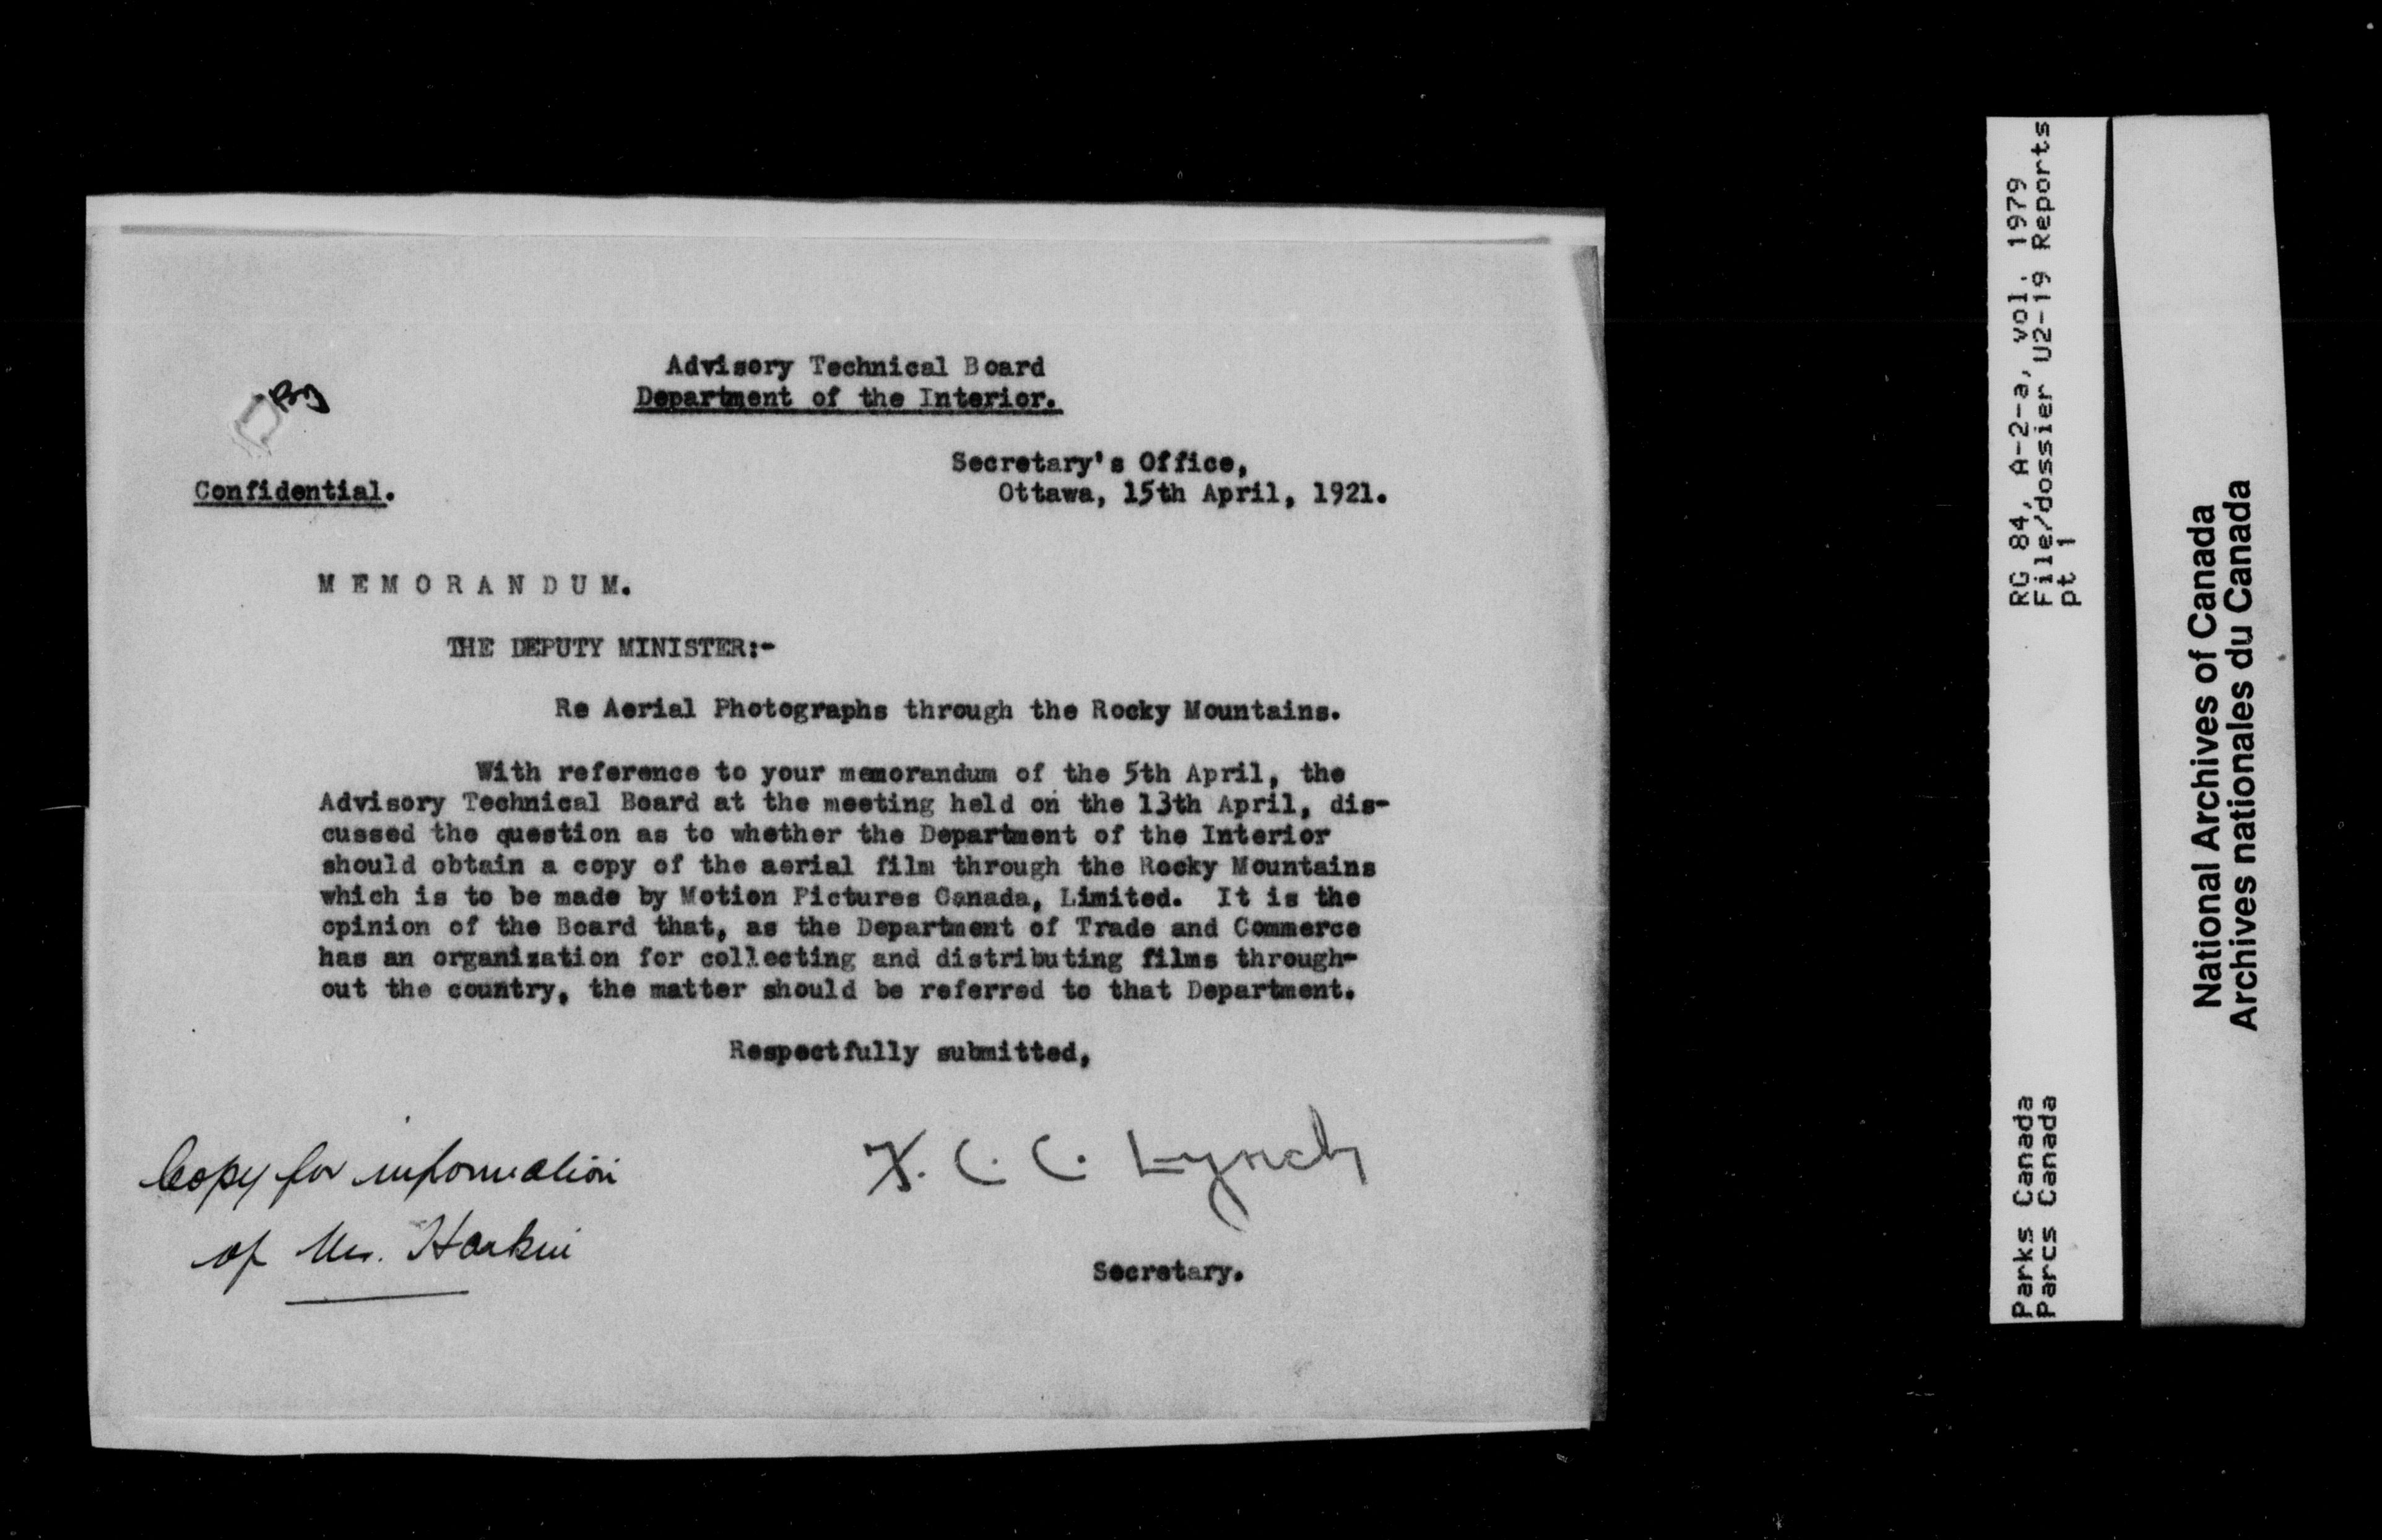 Advisory Technical Board
Department of the Interior.
Secretary's Office,
Confidential.
Ottawa, 15th April, 1921.
M E M O R A N D U M.
THE DEPUTY MINISTER:-
Re Aerial Photographs through the Rocky Mountains.
With reference to your memorandum of the 5th April, the
Advisory Technical Board at the meeting held on the 13th April, dis-
cussed the question as to whether the Department of the Interior
should obtain a copy of the aerial film through the Rocky Mountains
which is to be made by Motion Pictures Canada, Limited. It is the
opinion of the Board that, as the Department of Trade and Commerce
has an organization for collecting and distributing films through-
out the country, the matter should be referred to that Department.
Respectfully submitted,
Copy for information
of Mr. Harkin
F. C. C. Lynch
Secretary.
RG 84, A-2-a, vol. 1979
File/dossier U2-19 Reports
pt 1
Parks Canada
Parcs Canada
National Archives of Canada
Archives nationales du Canada